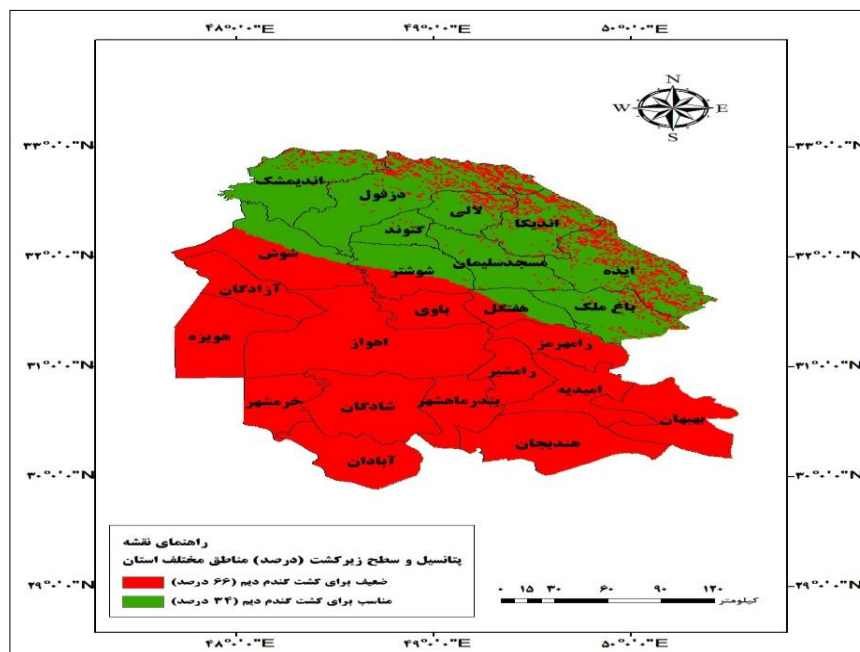 ۴۸°۰'۰"E ۴۹°۰'۰"E ۵۰°۰'۰"E
N
W E
S
۳۳°۰'۰"N ۳۳°۰'۰"N
اندیمشک
دزفول
لالی
اندیکا
گتوند
۳۲°۰'۰"N ۳۲°۰'۰"N
شوش
مسجدسلیمان
ایذه
شوشتر
آزادگان
باغ ملک
هفتگل
باوی
هویزه
اهواز
رامهرمز
۳۱°۰'۰"N ۳۱°۰'۰"N
رامشیر
امیدیه
خرمشهر
شادگان
بندرماهشهر
بهبهان
هندیجان
آبادان
۳۰°۰'۰"N ۳۰°۰'۰"N
راهنمای نقشه
پتانسیل و سطح زیرکشت (درصد) مناطق مختلف استان
ضعیف برای کشت گندم دیم (۶۶ درصد)
مناسب برای کشت گندم دیم (۳۴ درصد)
۲۹°۰'۰"N ۲۹°۰'۰"N
۰ ۱۵ ۳۰ ۶۰ ۹۰ ۱۲۰
کیلومتر
۴۸°۰'۰"E ۴۹°۰'۰"E ۵۰°۰'۰"E